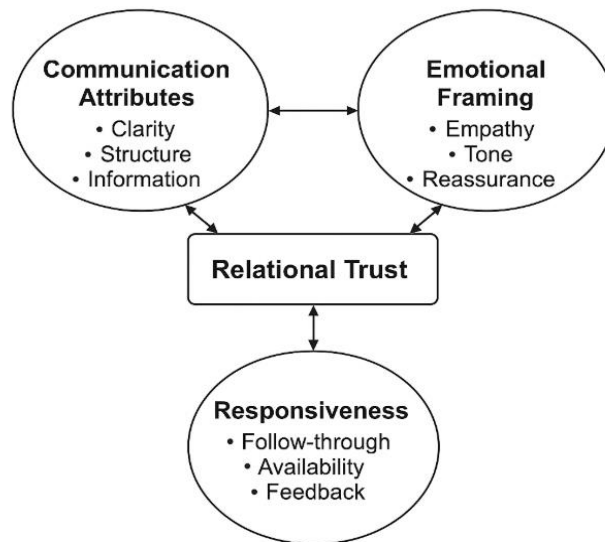 Communication
Attributes
• Clarity
• Structure
• Information
Emotional
Framing
• Empathy
• Tone
• Reassurance
Relational Trust
Responsiveness
• Follow-through
• Availability
• Feedback